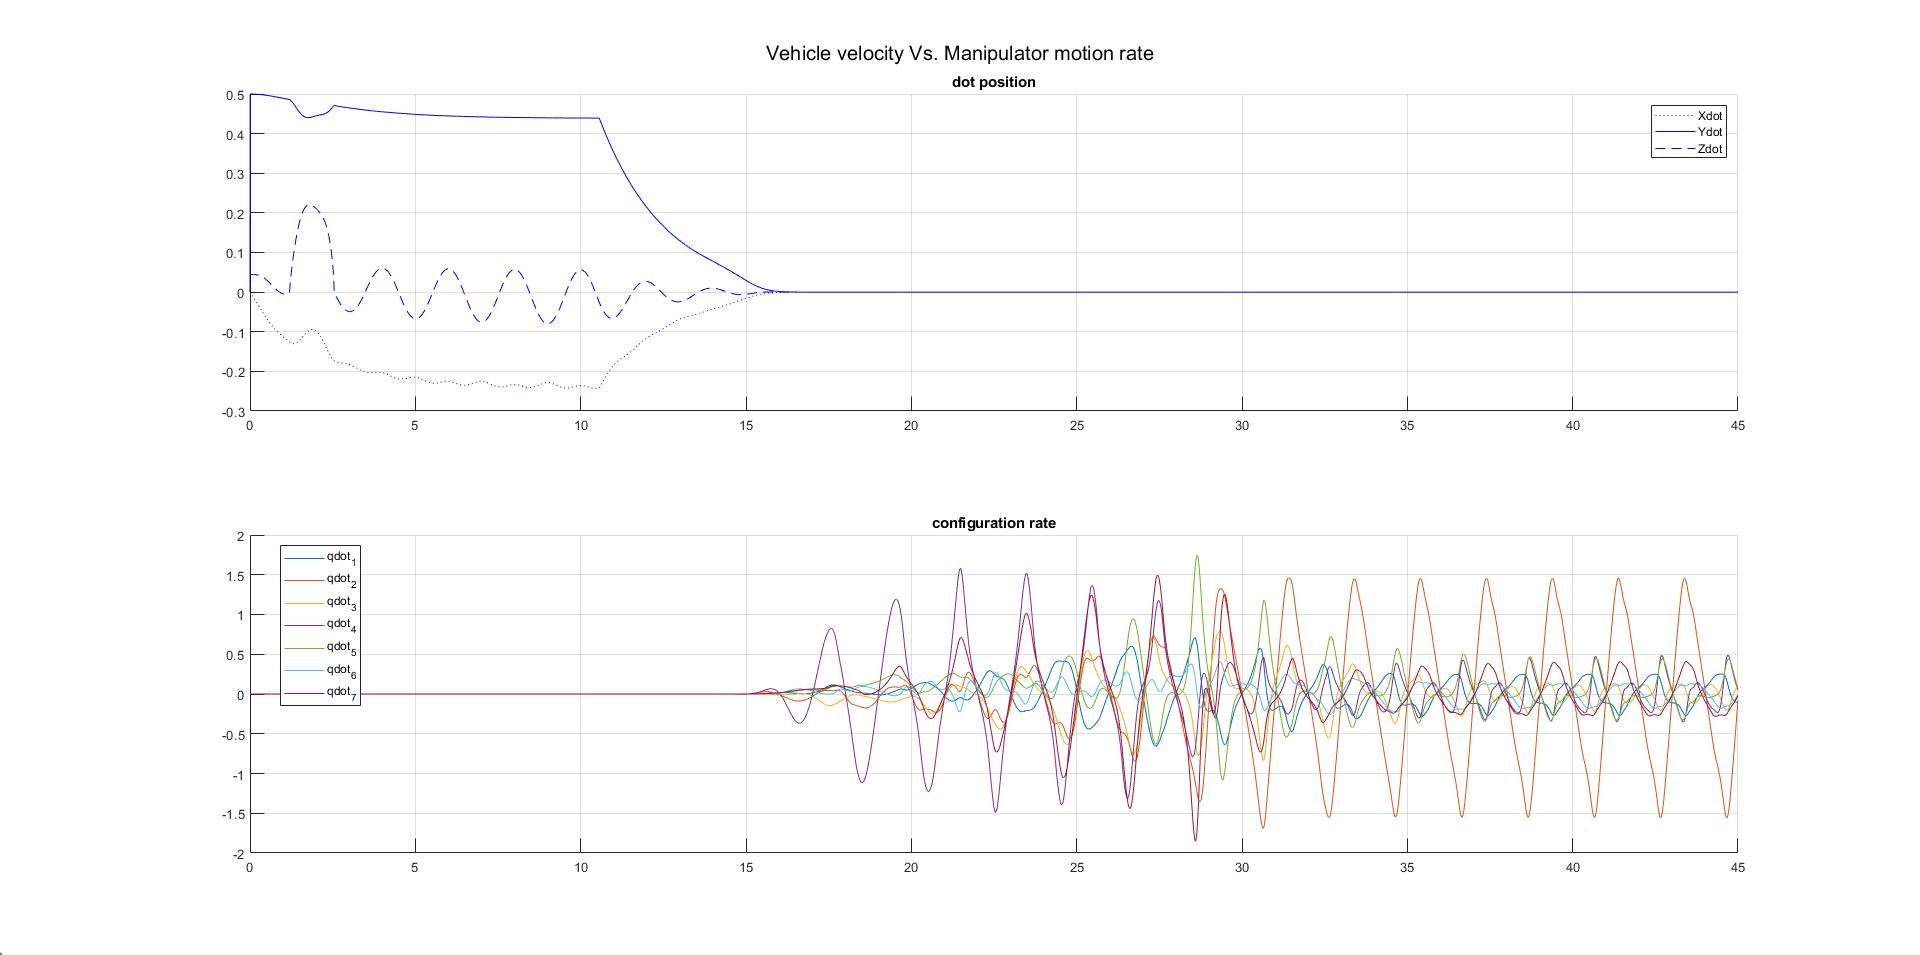 Vehicle velocity Vs. Manipulator motion rate
dot position
0.5
0.4
0.3
0.2
0.1
0
-0.1
-0.2
-0.3
0 5 10 15 20 25 30 35 40 45
Xdot
Ydot
Zdot
configuration rate
2
1.5
1
0.5
0
-0.5
-1
-1.5
-2
0 5 10 15 20 25 30 35 40 45
qdot1
qdot2
qdot3
qdot4
qdot5
qdot6
qdot7